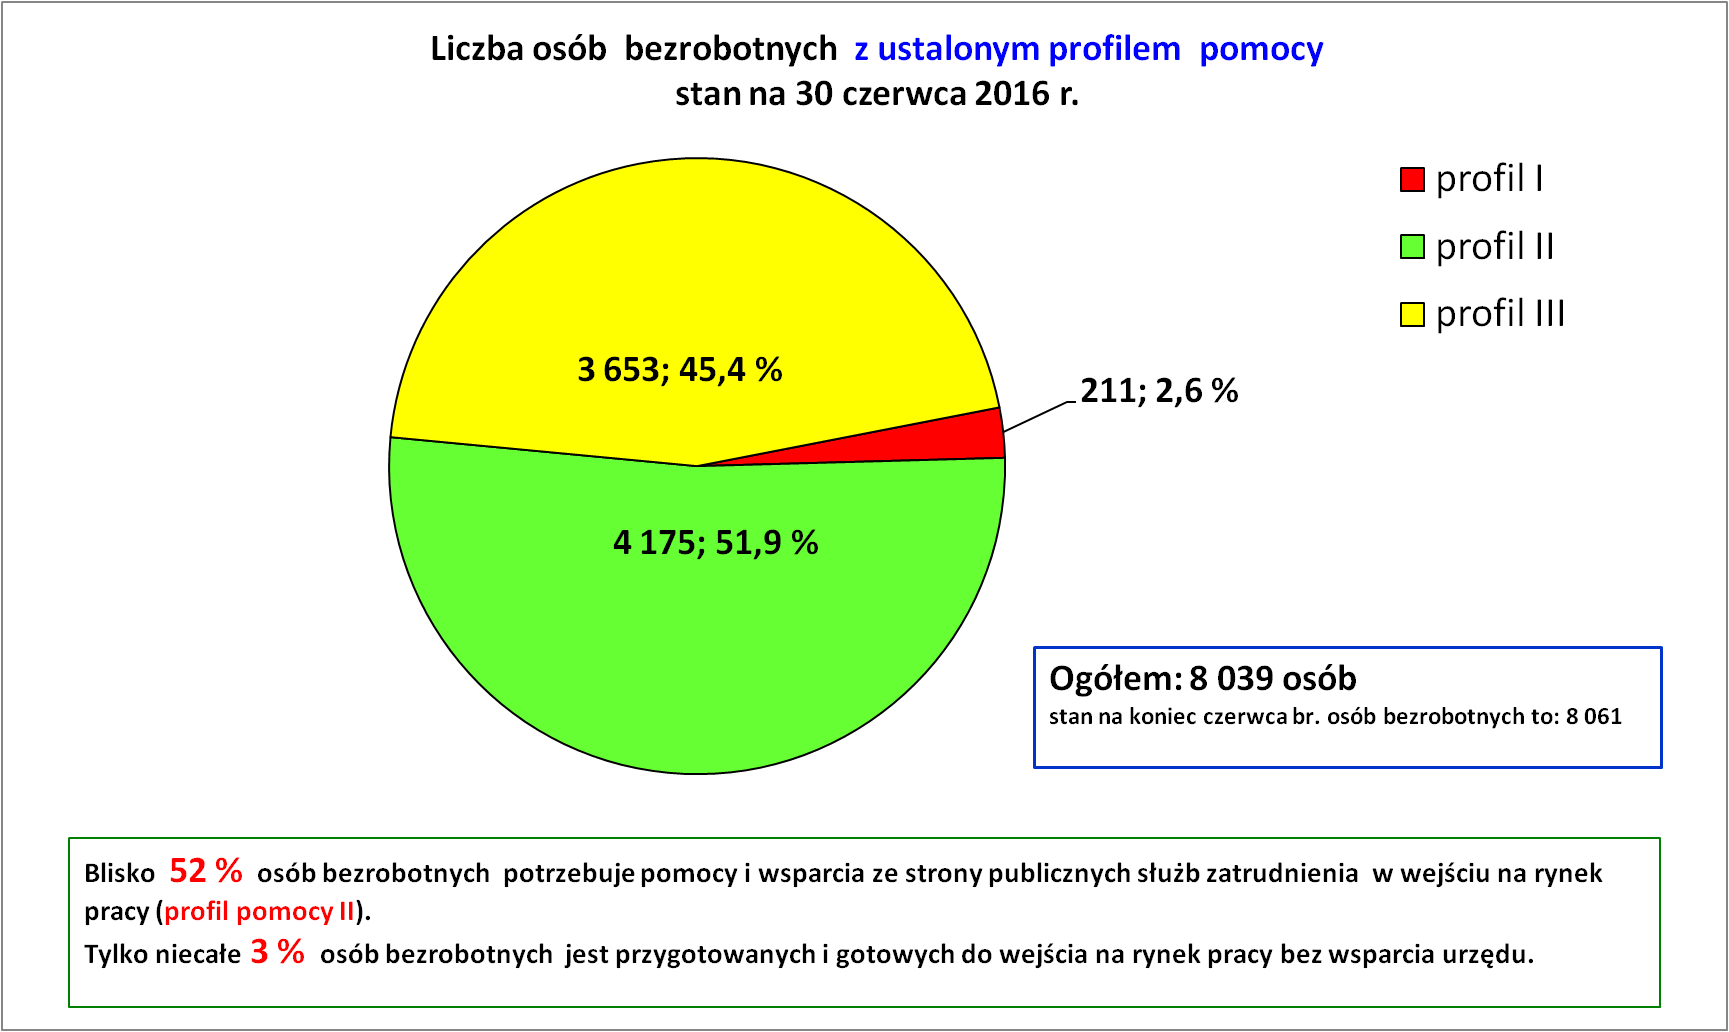 Liczba osób bezrobotnych z ustalonym profilem pomocy
stan na 30 czerwca 2016 r.
profil I
profil II
profil III
3 653; 45,4 %
211; 2,6 %
4 175; 51,9 %
Ogółem: 8 039 osób
stan na koniec czerwca br. osób bezrobotnych to: 8 061
Blisko 52 % osób bezrobotnych potrzebuje pomocy i wsparcia ze strony publicznych służb zatrudnienia w wejściu na rynek
pracy (profil pomocy II).
Tylko niecałe 3 % osób bezrobotnych jest przygotowanych i gotowych do wejścia na rynek pracy bez wsparcia urzędu.